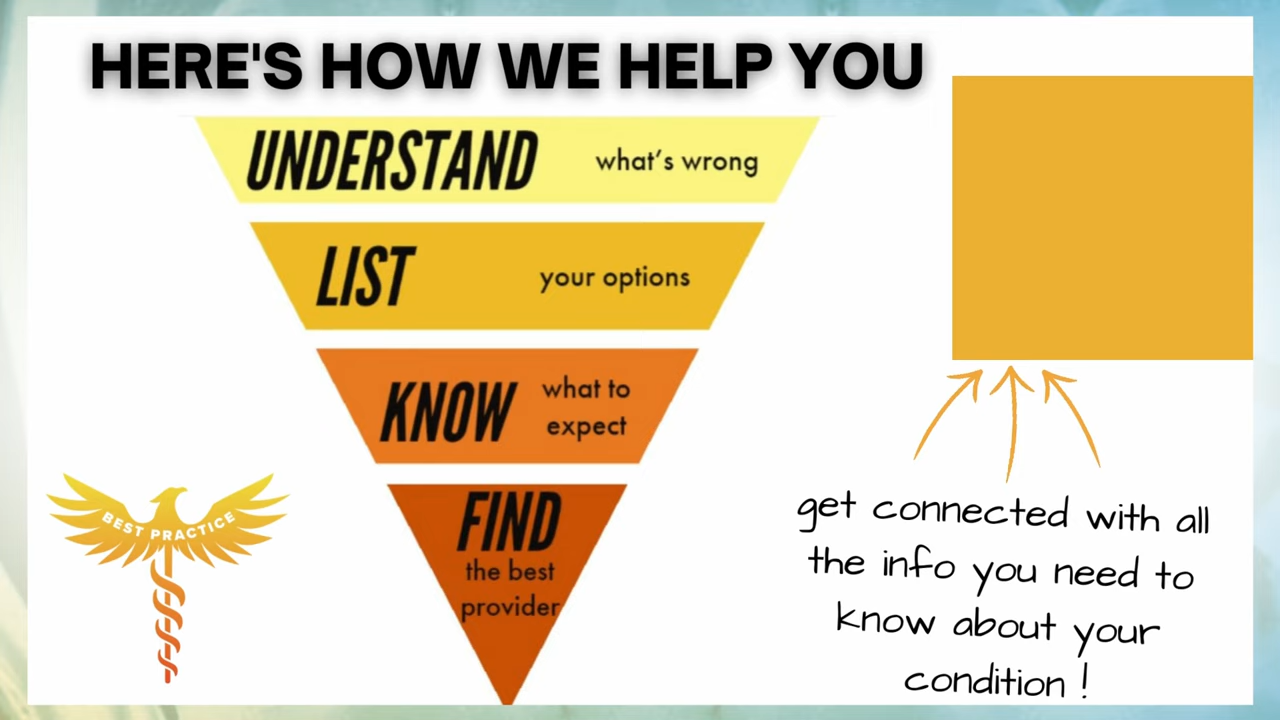 HERE'S HOW WE HELP YOU
UNDERSTAND what's wrong
LIST your options
KNOW what to
expect
FIND
the best
provider
BEST PRACTICE
get connected with all
the info you need to
know about your
condition !